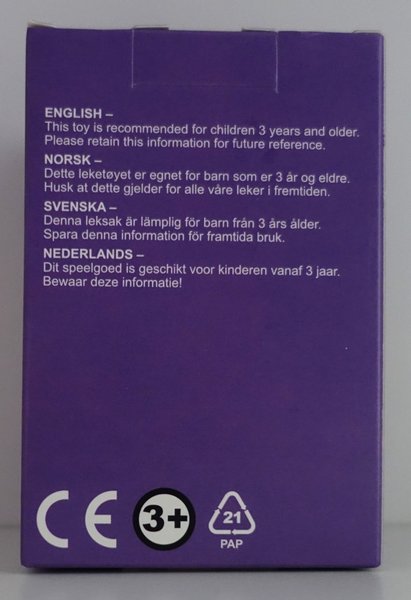 ENGLISH –
This toy is recommended for children 3 years and older.
Please retain this information for future reference.
NORSK –
Dette leketøyet er egnet for barn som er 3 år og eldre.
Husk at dette gjelder for alle våre leker i fremtiden.
SVENSKA –
Denna leksak är lämplig för barn från 3 års ålder.
Spara denna information för framtida bruk.
NEDERLANDS –
Dit speelgoed is geschikt voor kinderen vanaf 3 jaar.
Bewaar deze informatie!
CE 3+ 21
PAP